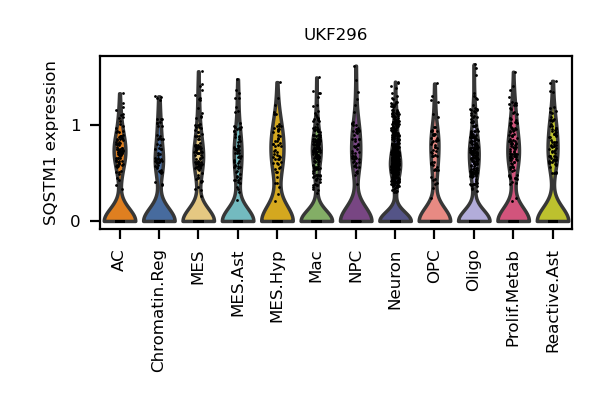 UKF296
SQSTM1 expression
1
0
AC
Chromatin.Reg
MES
MES.Ast
MES.Hyp
Mac
NPC
Neuron
OPC
Oligo
Prolif.Metab
Reactive.Ast